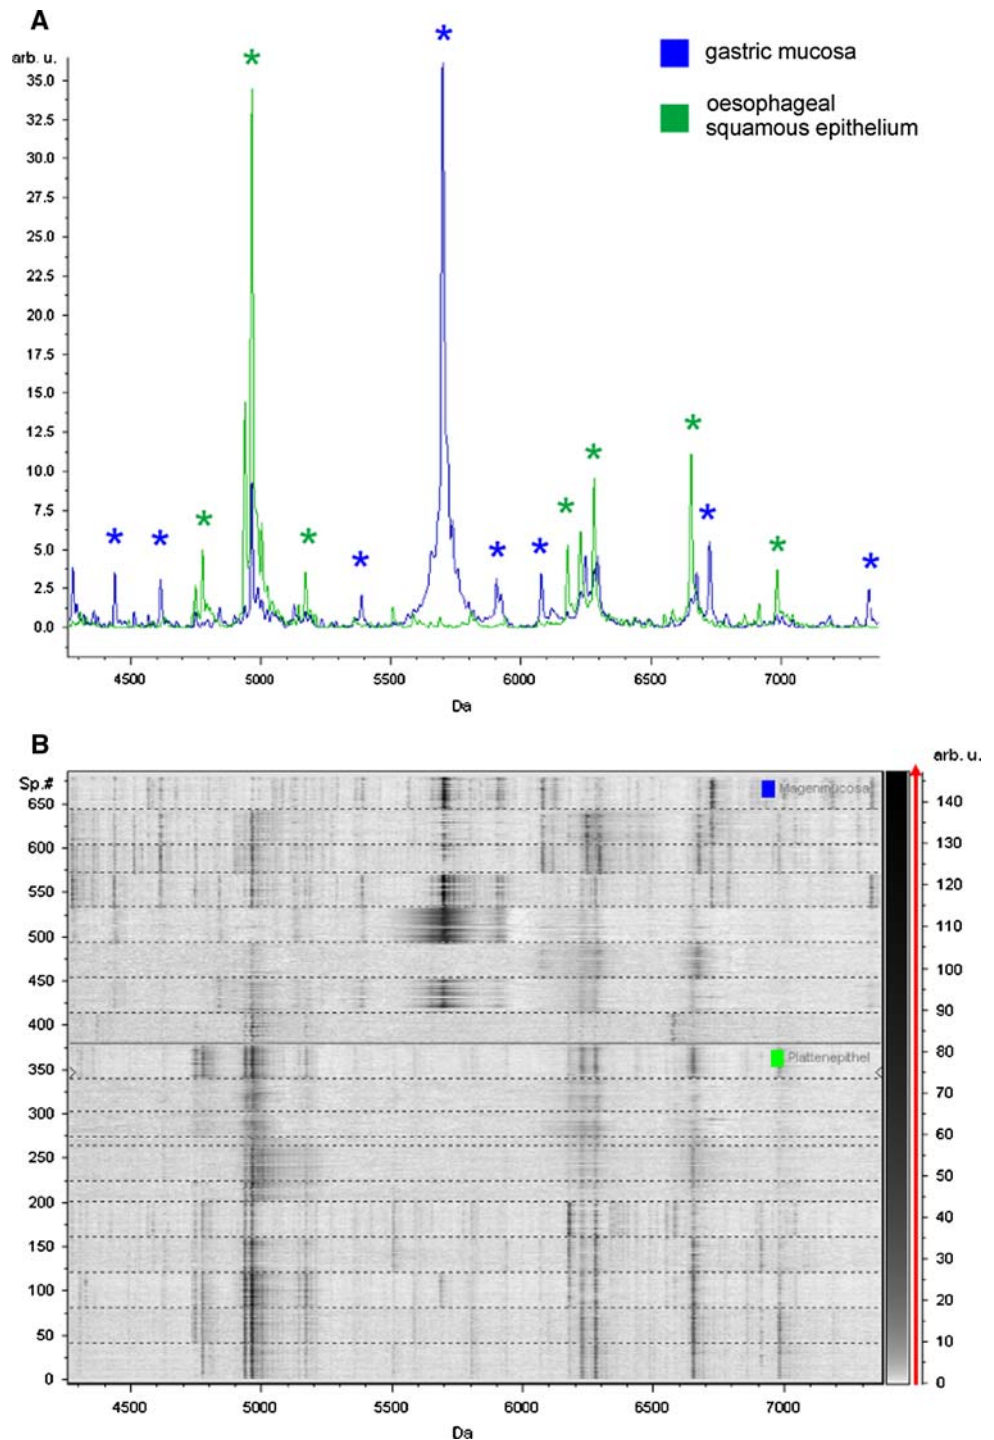 A
arb. u.
35.0
32.5
30.0
27.5
25.0
22.5
20.0
17.5
15.0
12.5
10.0
7.5
5.0
2.5
0.0
* * * * * * * * * * * * * * *
gastric mucosa
oesophageal
squamous epithelium
4500 5000 5500 6000 6500 7000
Da
B
arb. u.
Sp.#
650
600
550
500
450
400
350
300
250
200
150
100
50
0
Magenmucosa
Plattenepithel
140
130
120
110
100
90
80
70
60
50
40
30
20
10
0
4500 5000 5500 6000 6500 7000
Da